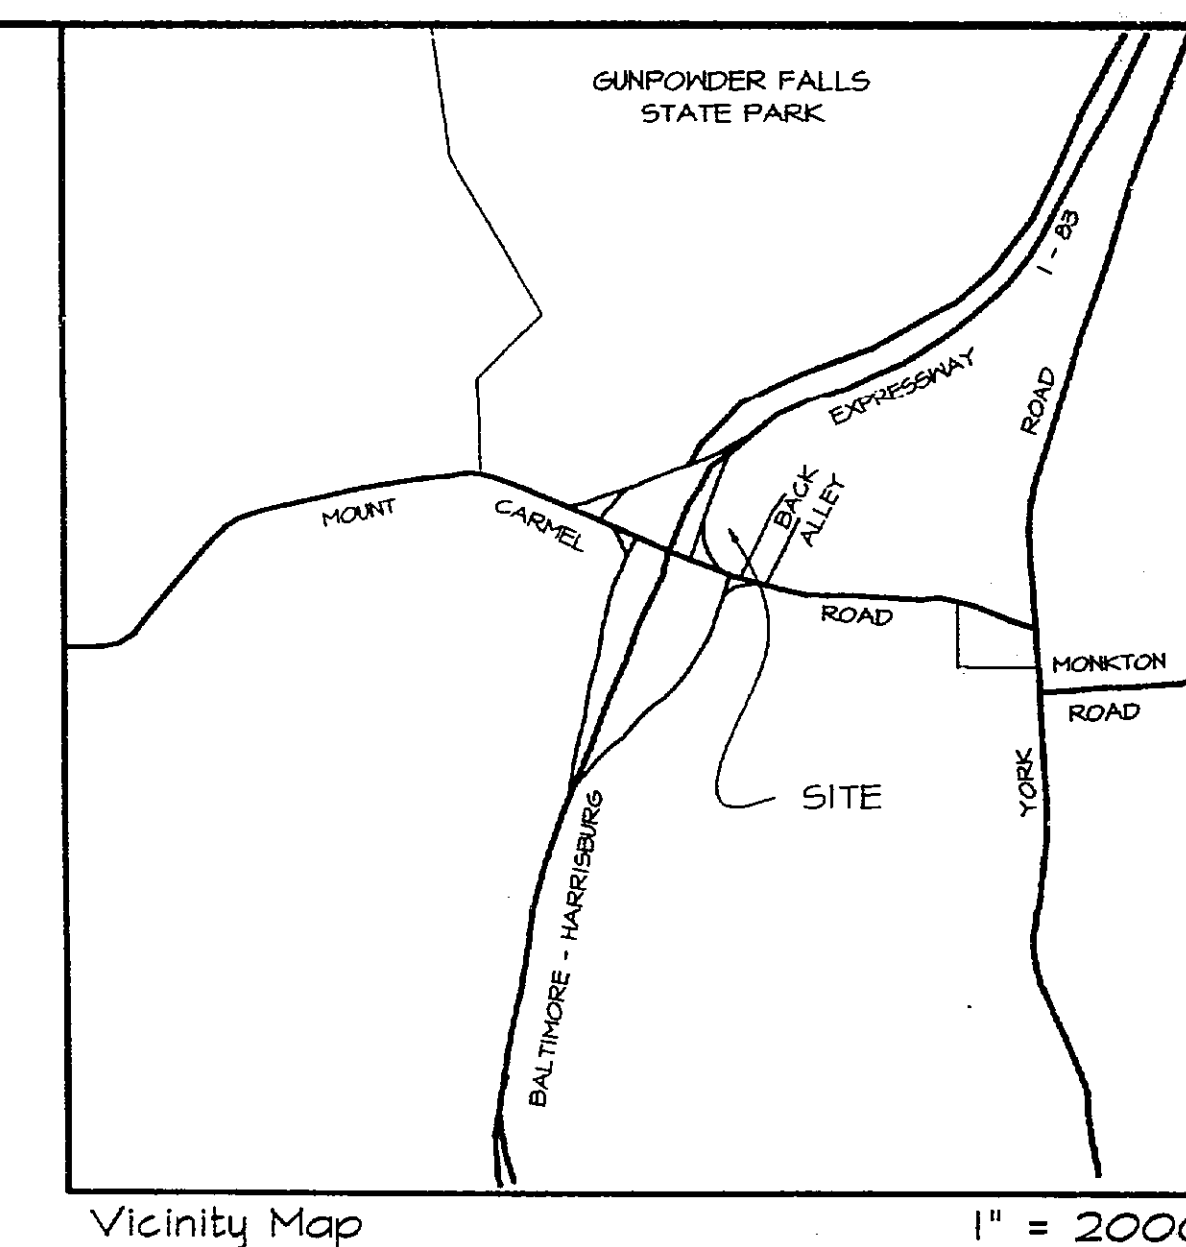 GUNPOWDER FALLS
STATE PARK
I - 83
EXPRESSWAY
ROAD
BACK
ALLEY
MOUNT
CARMEL
ROAD
MONKTON
ROAD
YORK
SITE
BALTIMORE - HARRISBURG
Vicinity Map
1" = 2000